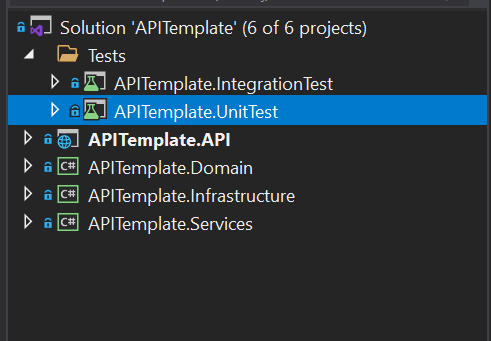 Solution 'APITemplate' (6 of 6 projects)
Tests
APITemplate.IntegrationTest
APITemplate.UnitTest
APITemplate.API
C# APITemplate.Domain
C# APITemplate.Infrastructure
C# APITemplate.Services